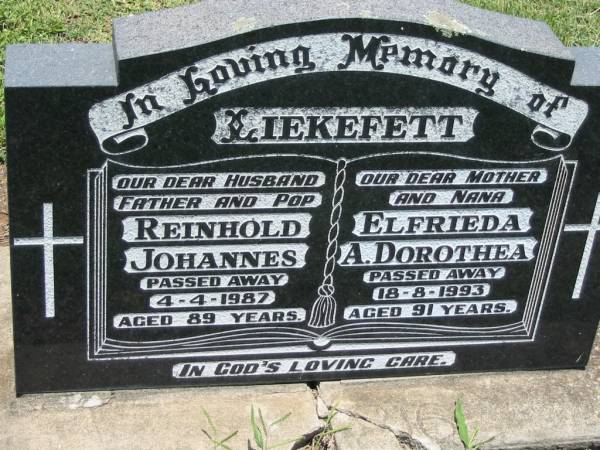 In Loving Memory of
Liekefett
Our Dear Husband
Father and Pop
Reinhold
Johannes
Passed Away
4-4-1987
Aged 89 Years.
Our Dear Mother
and Nana
Elfrieda
A. Dorothea
Passed Away
18-8-1993
Aged 91 Years.
In God's Loving Care.